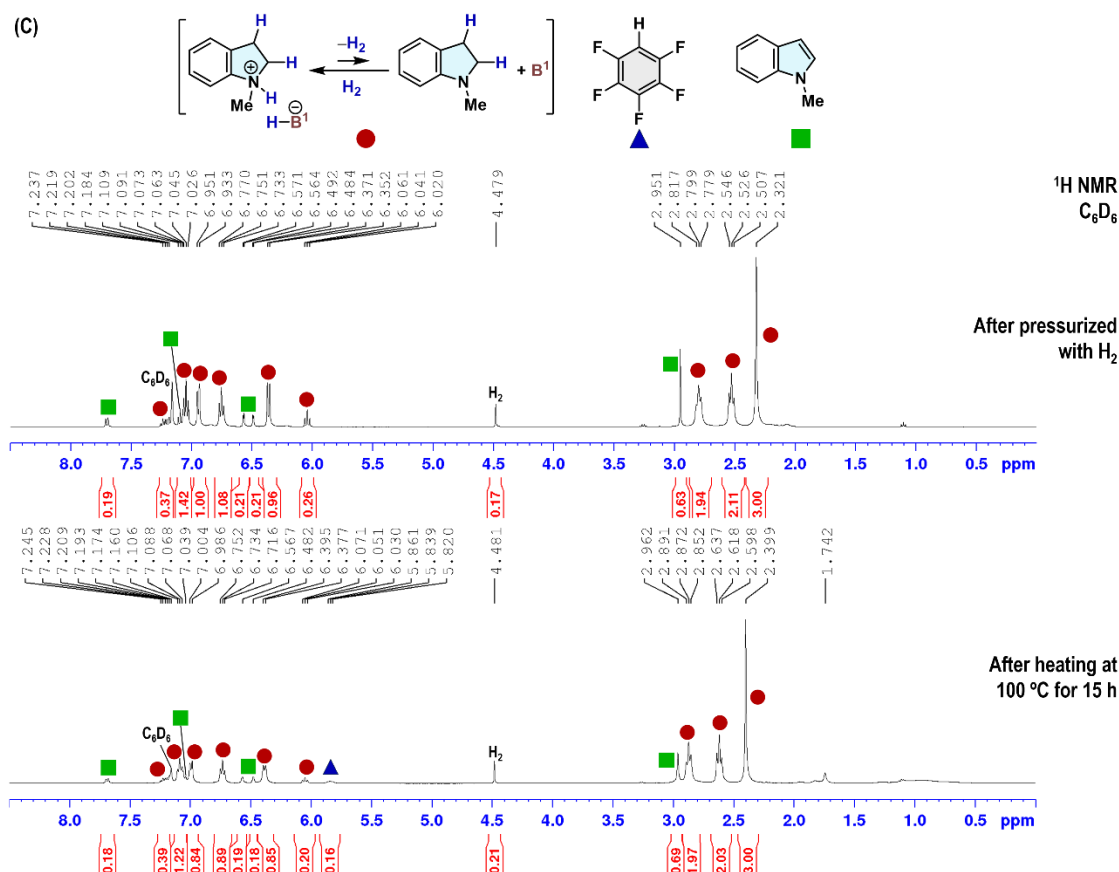 (C)
H
H
–H2
H
H
N
⊕
H
Me
H2
N
Me
+ B1
H–B1
⊖
H
F
F
F
F
F
N
Me
7.237
7.219
7.202
7.184
7.109
7.091
7.073
7.063
7.045
7.026
6.951
6.933
6.770
6.751
6.733
6.571
6.564
6.492
6.484
6.371
6.352
6.061
6.041
6.020
4.479
2.951
2.817
2.799
2.779
2.546
2.526
2.507
2.321
1H NMR
C6D6
After pressurized
with H2
C6D6
H2
8.0 7.5 7.0 6.5 6.0 5.5 5.0 4.5 4.0 3.5 3.0 2.5 2.0 1.5 1.0 0.5 ppm
0.19 0.37 1.42 1.00 1.08 0.21 0.21 0.96 0.26 0.17 0.63 1.94 2.11 3.00
7.245
7.228
7.209
7.193
7.174
7.160
7.106
7.088
7.068
7.039
7.004
6.986
6.752
6.734
6.716
6.567
6.482
6.395
6.377
6.071
6.051
6.030
5.861
5.839
5.820
4.481
2.962
2.891
2.872
2.852
2.637
2.618
2.598
2.399
1.742
After heating at
100 ºC for 15 h
C6D6
H2
8.0 7.5 7.0 6.5 6.0 5.5 5.0 4.5 4.0 3.5 3.0 2.5 2.0 1.5 1.0 0.5 ppm
0.18 0.39 1.22 0.84 0.89 0.19 0.18 0.85 0.20 0.16 0.21 0.69 1.97 2.03 3.00